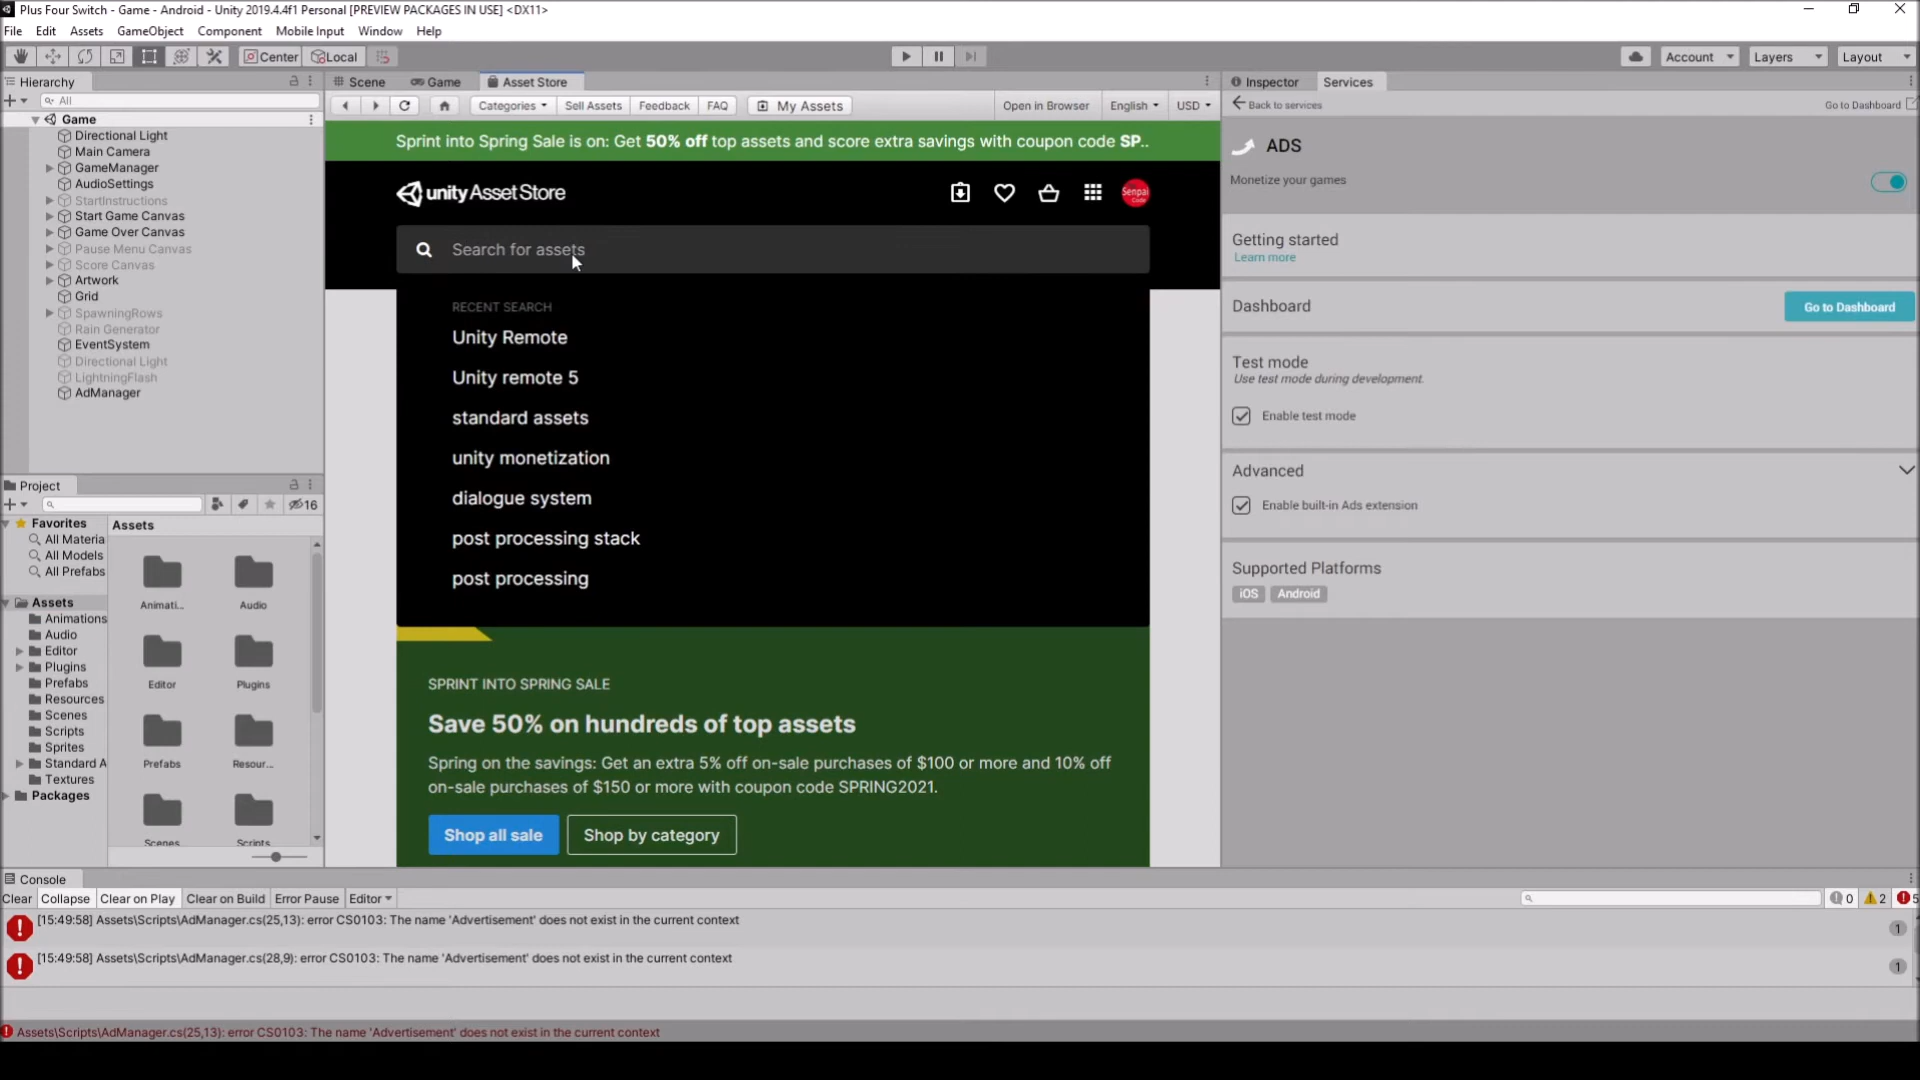 Plus Four Switch - Game - Android - Unity 2019.4.4f1 Personal [PREVIEW PACKAGES IN USE] <DX11>
File Edit Assets GameObject Component Mobile Input Window Help
Center Local Account Layers Layout
Hierarchy
All
Game
Directional Light
Main Camera
GameManager
AudioSettings
StartInstructions
Start Game Canvas
Game Over Canvas
Pause Menu Canvas
Score Canvas
Artwork
Grid
SpawningRows
Rain Generator
EventSystem
Directional Light
LightningFlash
AdManager
Scene Game Asset Store
Categories Sell Assets Feedback FAQ My Assets Open in Browser English USD
Sprint into Spring Sale is on: Get 50% off top assets and score extra savings with coupon code SP..
unity Asset Store
Senpai
Code
Search for assets
RECENT SEARCH
Unity Remote
Unity remote 5
standard assets
unity monetization
dialogue system
post processing stack
post processing
SPRINT INTO SPRING SALE
Save 50% on hundreds of top assets
Spring on the savings: Get an extra 5% off on-sale purchases of $100 or more and 10% off
on-sale purchases of $150 or more with coupon code SPRING2021.
Shop all sale Shop by category
Inspector Services
Back to services Go to Dashboard
ADS
Monetize your games
Getting started
Learn more
Dashboard Go to Dashboard
Test mode
Use test mode during development.
Enable test mode
Advanced
Enable built-in Ads extension
Supported Platforms
iOS Android
Project
16
Favorites
All Materia
All Models
All Prefabs
Assets
Animations
Audio
Editor
Plugins
Prefabs
Resources
Scenes
Scripts
Sprites
Standard A
Textures
Packages
Assets
Animati... Audio
Editor Plugins
Prefabs Resour...
Scenes Scripts
Console
Clear Collapse Clear on Play Clear on Build Error Pause Editor 0 2 5
[15:49:58] Assets\Scripts\AdManager.cs(25,13): error CS0103: The name 'Advertisement' does not exist in the current context
1
[15:49:58] Assets\Scripts\AdManager.cs(28,9): error CS0103: The name 'Advertisement' does not exist in the current context
1
Assets\Scripts\AdManager.cs(25,13): error CS0103: The name 'Advertisement' does not exist in the current context